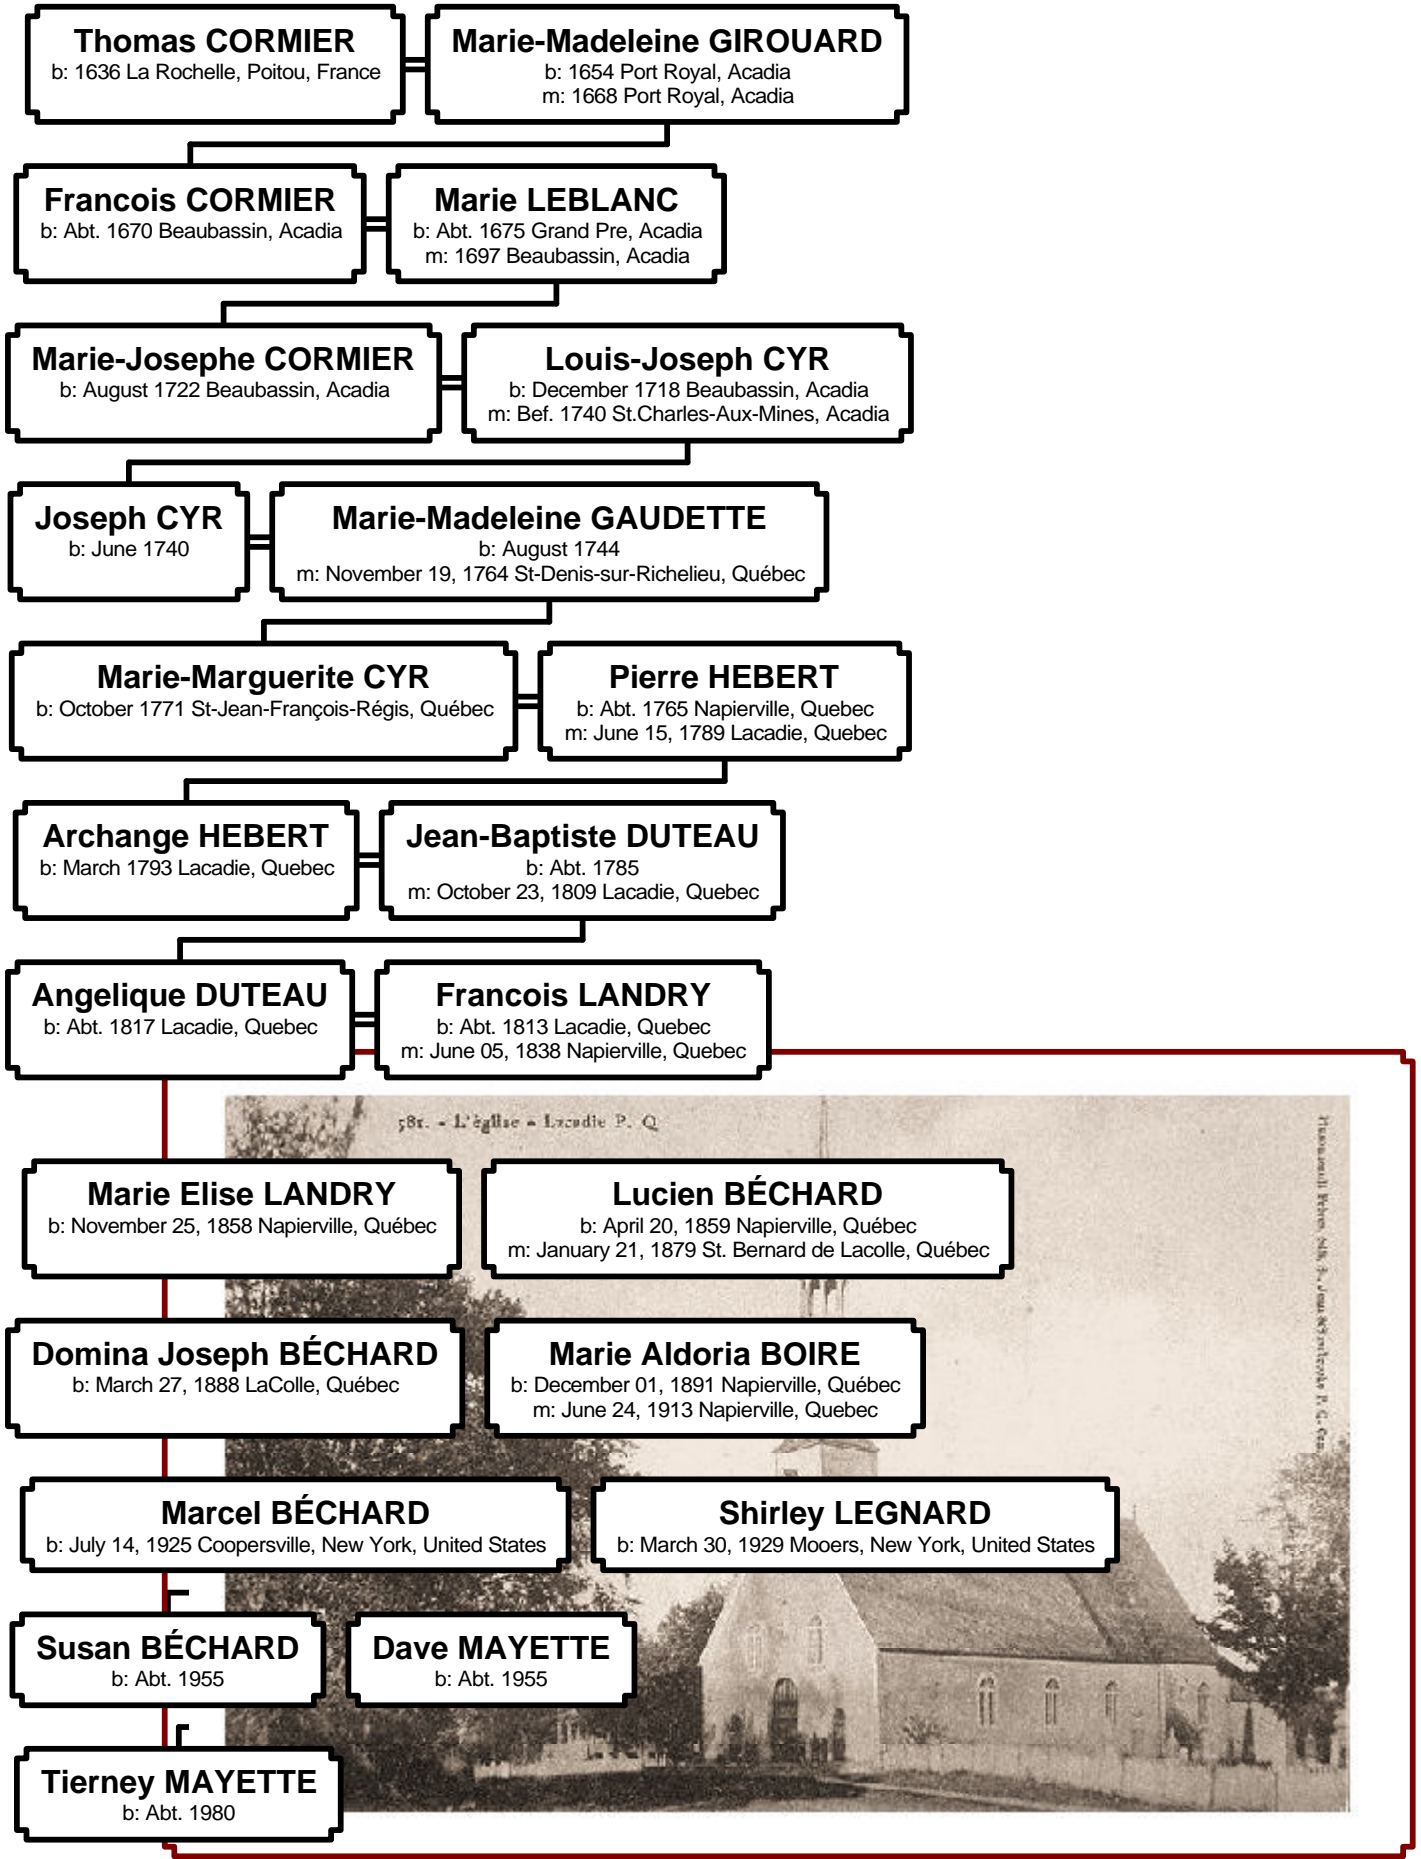 Thomas CORMIER
b: 1636 La Rochelle, Poitou, France
Marie-Madeleine GIROUARD
b: 1654 Port Royal, Acadia
m: 1668 Port Royal, Acadia
Francois CORMIER
b: Abt. 1670 Beaubassin, Acadia
Marie LEBLANC
b: Abt. 1675 Grand Pre, Acadia
m: 1697 Beaubassin, Acadia
Marie-Josephe CORMIER
b: August 1722 Beaubassin, Acadia
Louis-Joseph CYR
b: December 1718 Beaubassin, Acadia
m: Bef. 1740 St.Charles-Aux-Mines, Acadia
Joseph CYR
b: June 1740
Marie-Madeleine GAUDETTE
b: August 1744
m: November 19, 1764 St-Denis-sur-Richelieu, Québec
Marie-Marguerite CYR
b: October 1771 St-Jean-François-Régis, Québec
Pierre HEBERT
b: Abt. 1765 Napierville, Quebec
m: June 15, 1789 Lacadie, Quebec
Archange HEBERT
b: March 1793 Lacadie, Quebec
Jean-Baptiste DUTEAU
b: Abt. 1785
m: October 23, 1809 Lacadie, Quebec
Angelique DUTEAU
b: Abt. 1817 Lacadie, Quebec
Francois LANDRY
b: Abt. 1813 Lacadie, Quebec
m: June 05, 1838 Napierville, Quebec
581. - L'église - Lacadie P. Q
Marie Elise LANDRY
b: November 25, 1858 Napierville, Québec
Lucien BÉCHARD
b: April 20, 1859 Napierville, Québec
m: January 21, 1879 St. Bernard de Lacolle, Québec
Domina Joseph BÉCHARD
b: March 27, 1888 LaColle, Québec
Marie Aldoria BOIRE
b: December 01, 1891 Napierville, Québec
m: June 24, 1913 Napierville, Quebec
Marcel BÉCHARD
b: July 14, 1925 Coopersville, New York, United States
Shirley LEGNARD
b: March 30, 1929 Mooers, New York, United States
Susan BÉCHARD
b: Abt. 1955
Dave MAYETTE
b: Abt. 1955
Tierney MAYETTE
b: Abt. 1980